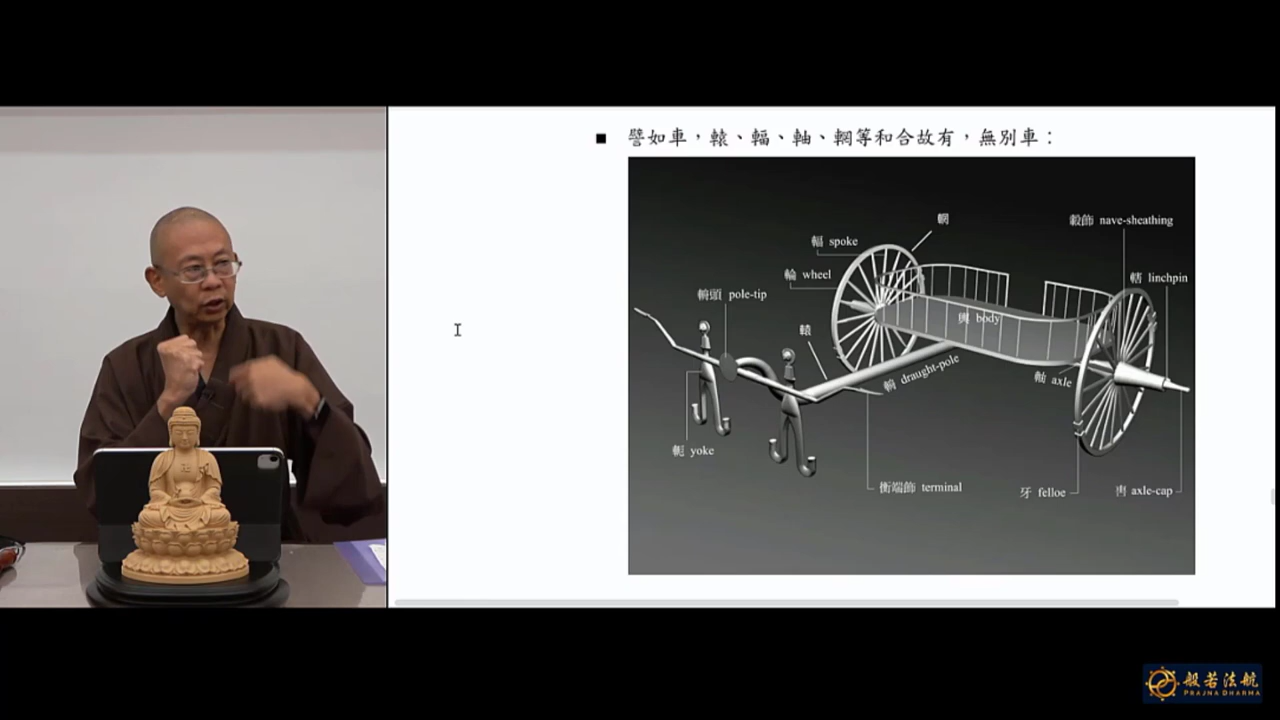 ■ 譬如車，轅、輻、軸、輞等和合故有，無別車：
輞
轂飾 nave-sheathing
輻 spoke
輪 wheel
轄 linchpin
輈頭 pole-tip
轅
輿 body
輈 draught-pole
軸 axle
軛 yoke
衡端飾 terminal
牙 felloe
軎 axle-cap
般若法航
PRAJNA DHARMA